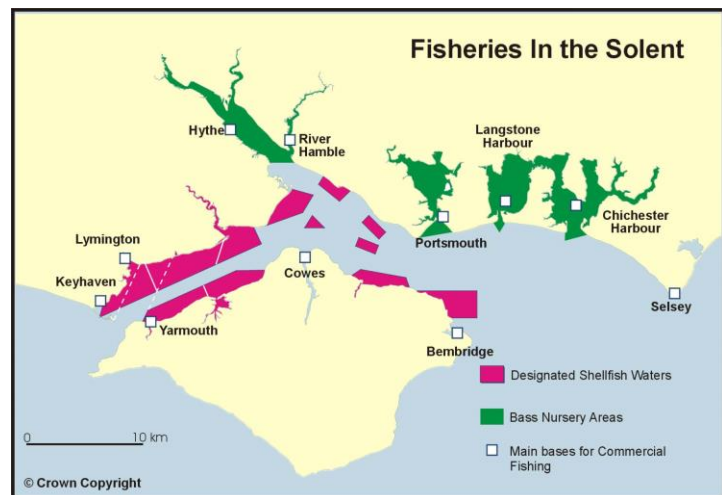 Fisheries In the Solent
Hythe
River
Hamble
Langstone
Harbour
Chichester
Harbour
Portsmouth
Lymington
Keyhaven
Cowes
Yarmouth
Selsey
Bembridge
Designated Shellfish Waters
Bass Nursery Areas
Main bases for Commercial
Fishing
0 10 km
© Crown Copyright